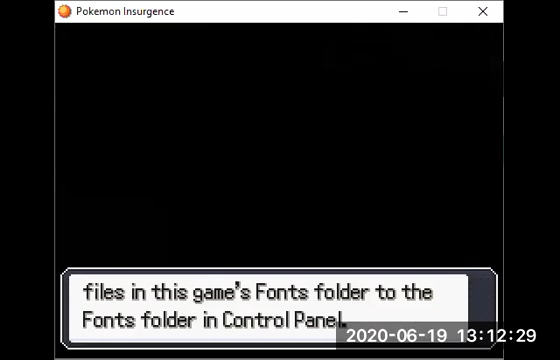 Pokemon Insurgence
files in this game's Fonts folder to the
Fonts folder in Control Panel.
2020-06-19 13:12:29